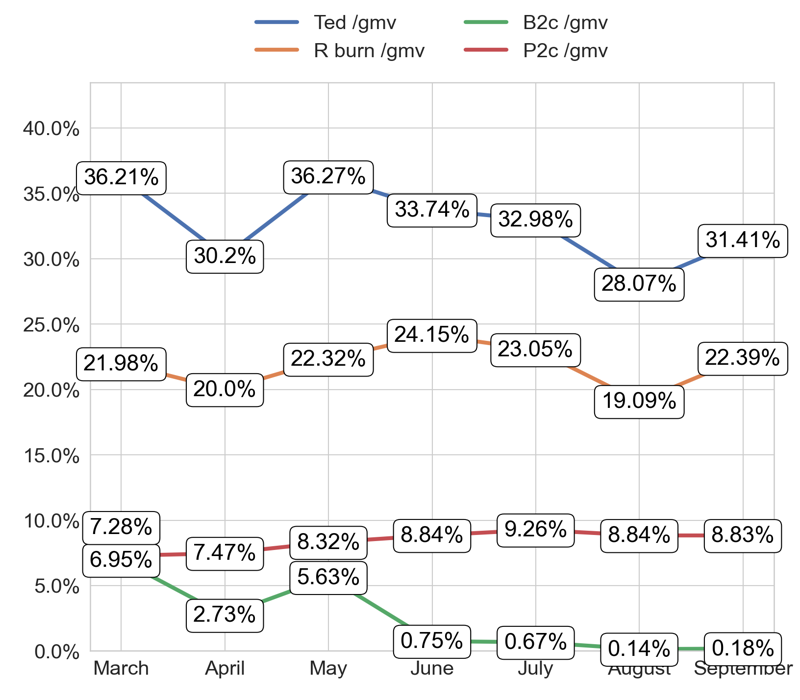 Ted /gmv B2c /gmv
R burn /gmv P2c /gmv
40.0%
36.21% 36.27%
35.0%
33.74% 32.98%
31.41%
30.2%
30.0%
28.07%
25.0%
24.15% 23.05%
21.98% 22.32% 22.39%
20.0% 20.0% 19.09%
15.0%
10.0%
7.28% 8.84% 9.26% 8.84% 8.83%
6.95% 7.47% 8.32%
5.0% 5.63%
2.73%
0.75% 0.67% 0.14% 0.18%
0.0%
March April May June July August September